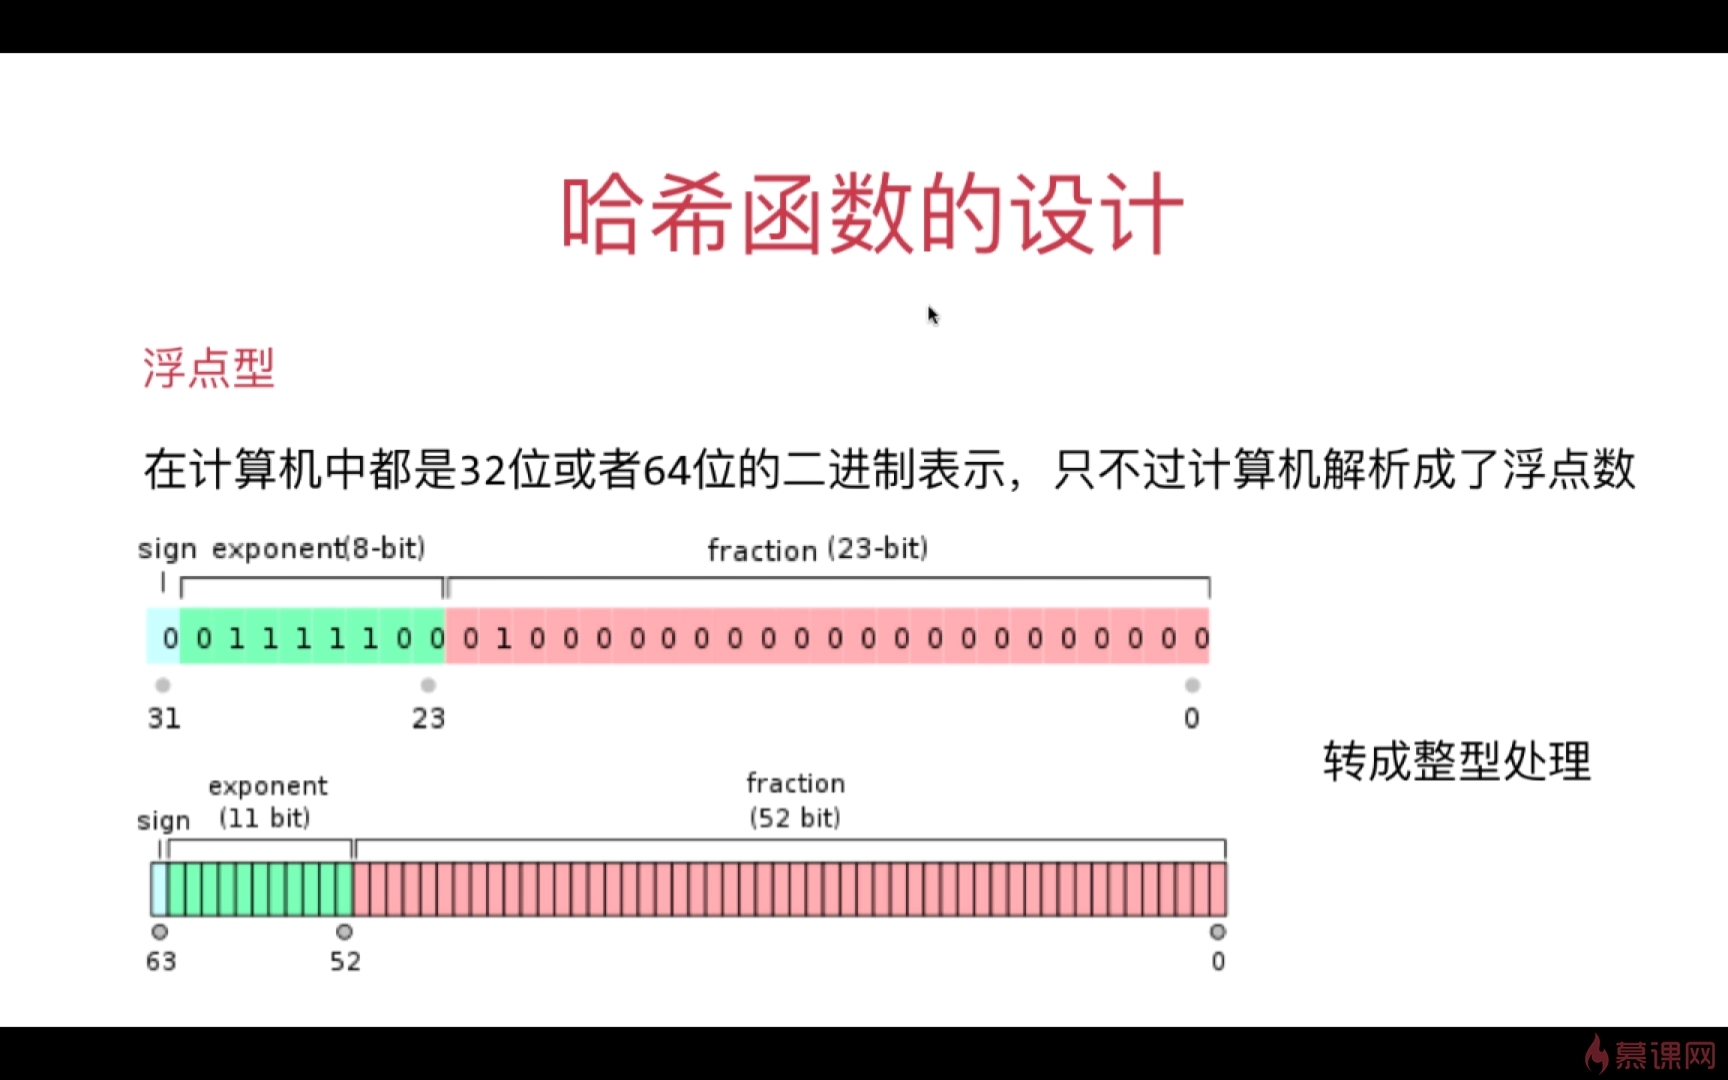 哈希函数的设计
浮点型
在计算机中都是32位或者64位的二进制表示，只不过计算机解析成了浮点数
sign exponent(8-bit) fraction (23-bit)
0 0 1 1 1 1 1 0 0 0 1 0 0 0 0 0 0 0 0 0 0 0 0 0 0 0 0 0 0 0 0 0
31 23 0
转成整型处理
exponent fraction
sign (11 bit) (52 bit)
63 52 0
慕课网